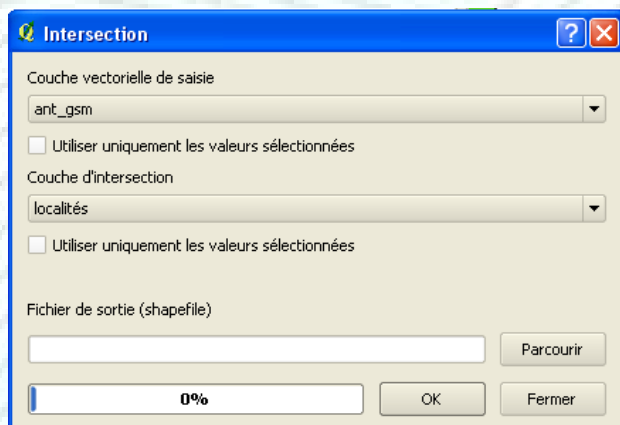 Intersection
Couche vectorielle de saisie
ant_gsm
Utiliser uniquement les valeurs sélectionnées
Couche d'intersection
localités
Utiliser uniquement les valeurs sélectionnées
Fichier de sortie (shapefile)
Parcourir
0%
OK
Fermer